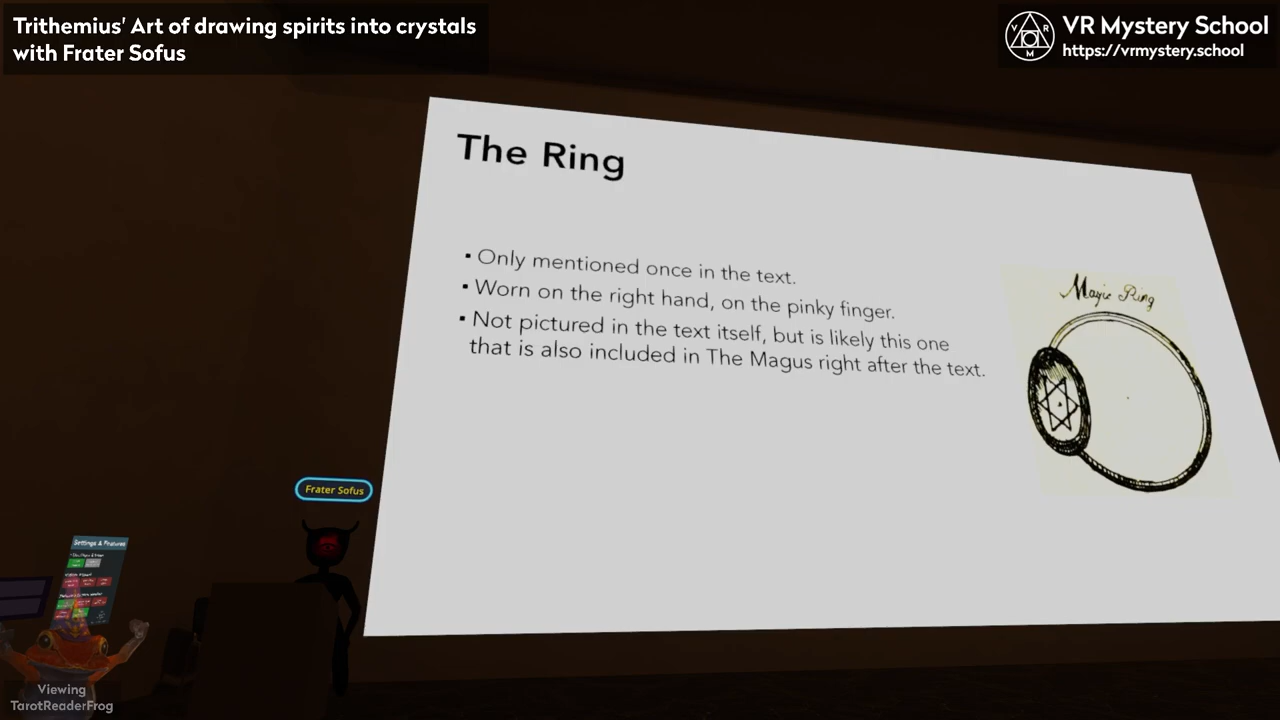 Trithemius' Art of drawing spirits into crystals
with Frater Sofus
VR Mystery School
https://vrmystery.school
V R
M
The Ring
▪ Only mentioned once in the text.
▪ Worn on the right hand, on the pinky finger.
▪ Not pictured in the text itself, but is likely this one
that is also included in The Magus right after the text.
Magic Ring
Frater Sofus
Settings & Features
Viewing
TarotReaderFrog